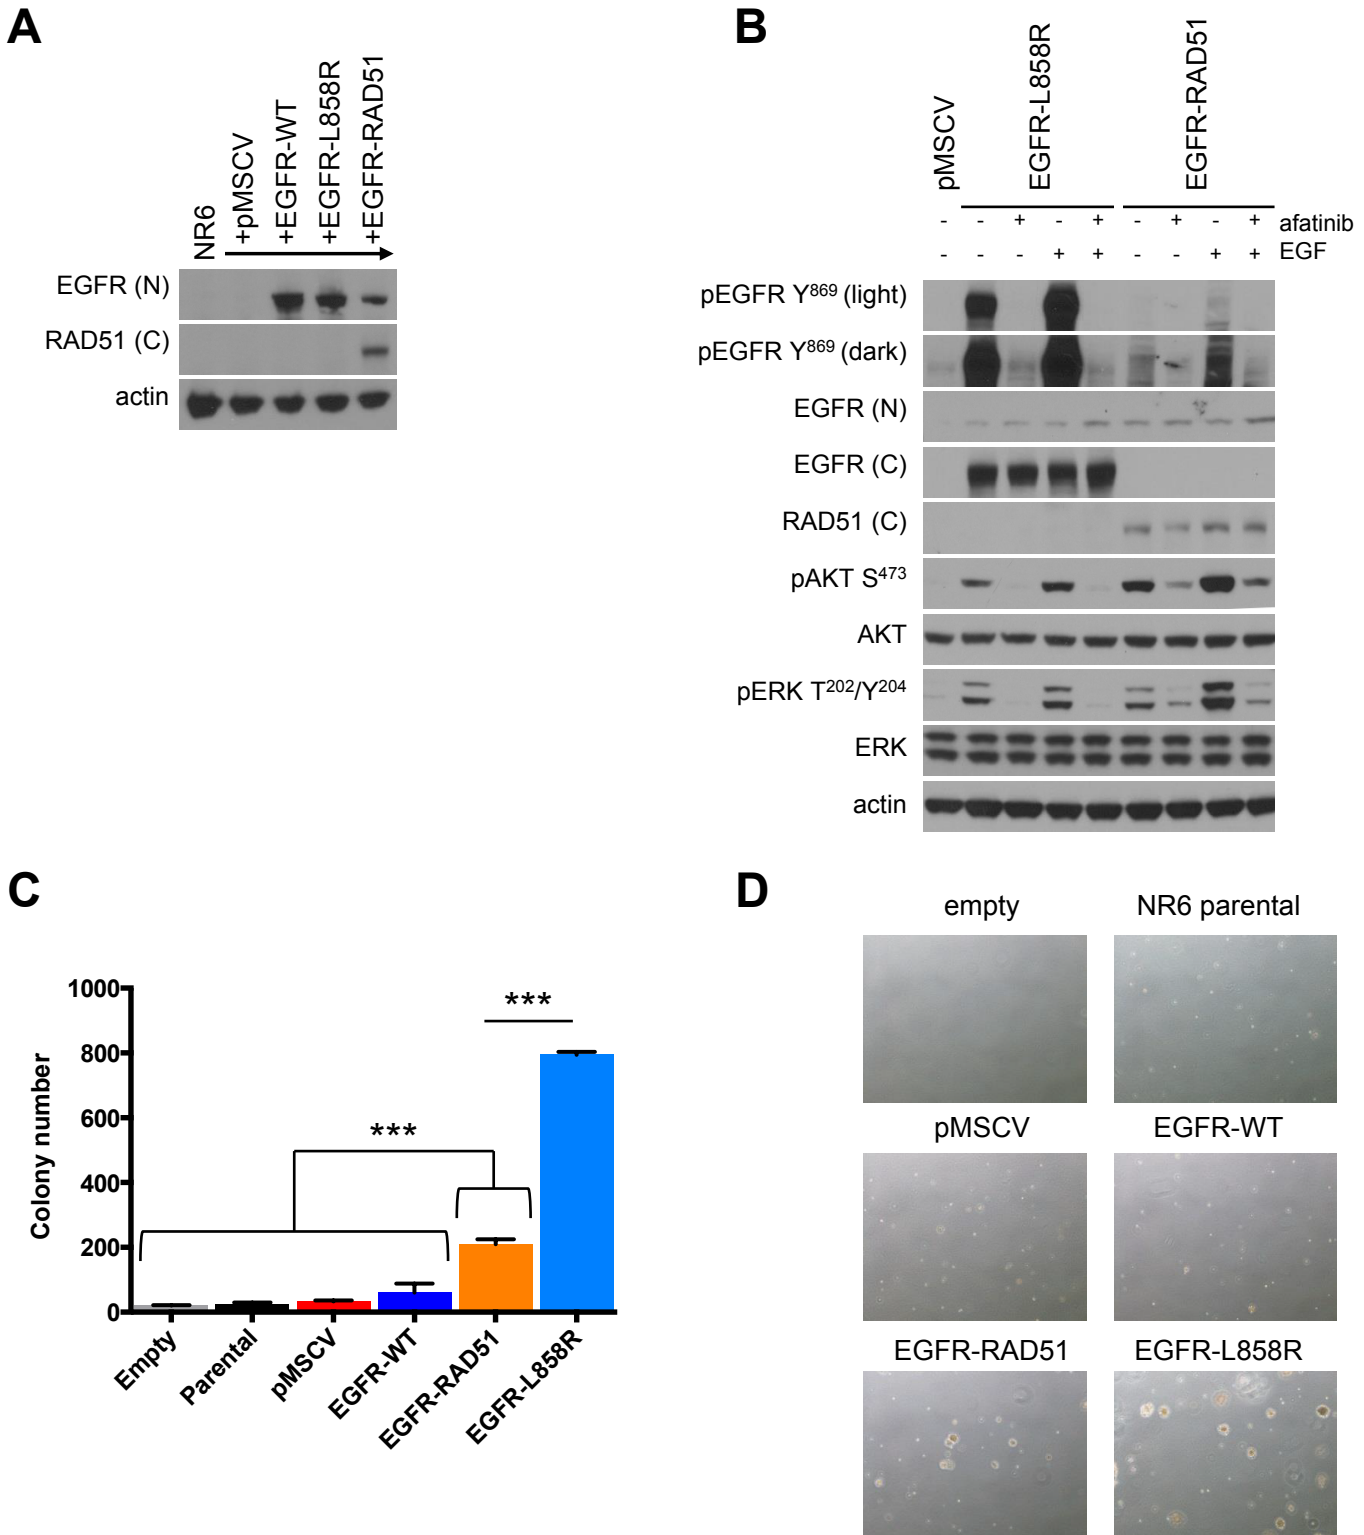 A
NR6
+pMSCV
+EGFR-WT
+EGFR-L858R
+EGFR-RAD51
EGFR (N)
RAD51 (C)
actin
B
pMSCV
EGFR-L858R
EGFR-RAD51
- - + - + - + - + afatinib
- - - + + - - + + EGF
pEGFR Y869 (light)
pEGFR Y869 (dark)
EGFR (N)
EGFR (C)
RAD51 (C)
pAKT S473
AKT
pERK T202/Y204
ERK
actin
C
Colony number
1000
800
600
400
200
0
***
***
Empty
Parental
pMSCV
EGFR-WT
EGFR-RAD51
EGFR-L858R
D
empty
NR6 parental
pMSCV
EGFR-WT
EGFR-RAD51
EGFR-L858R